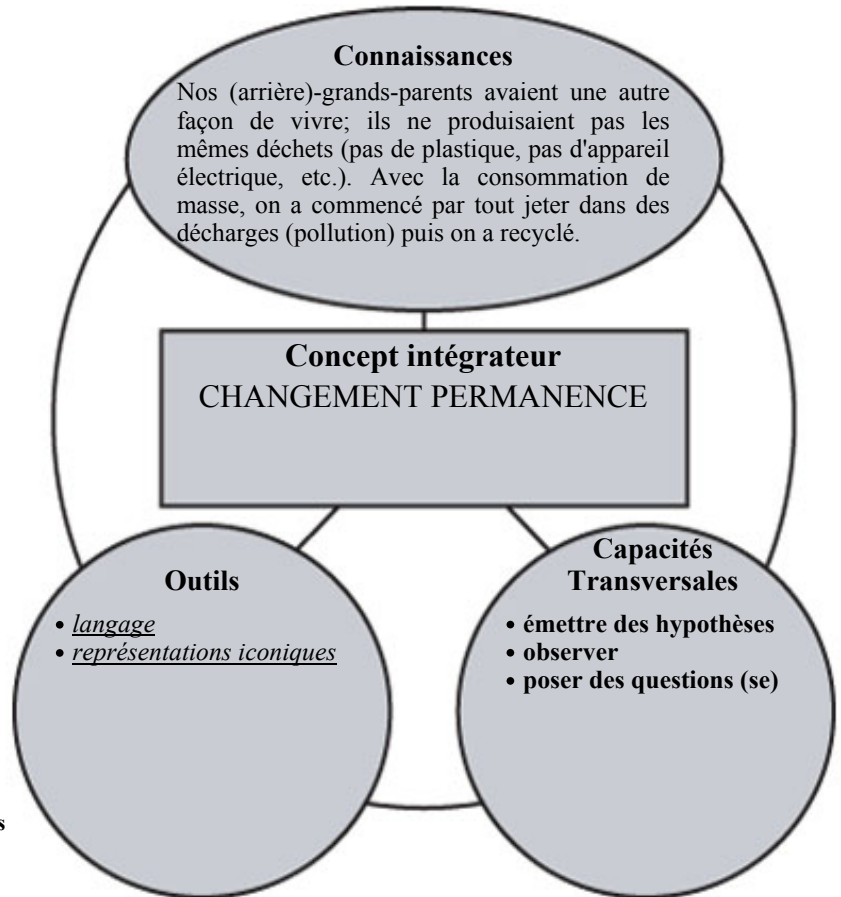 Connaissances
Nos (arrière)-grands-parents avaient une autre
façon de vivre; ils ne produisaient pas les
mêmes déchets (pas de plastique, pas d'appareil
électrique, etc.). Avec la consommation de
masse, on a commencé par tout jeter dans des
décharges (pollution) puis on a recyclé.
Concept intégrateur
CHANGEMENT PERMANENCE
Outils
• langage
• représentations iconiques
Capacités
Transversales
• émettre des hypothèses
• observer
• poser des questions (se)
s